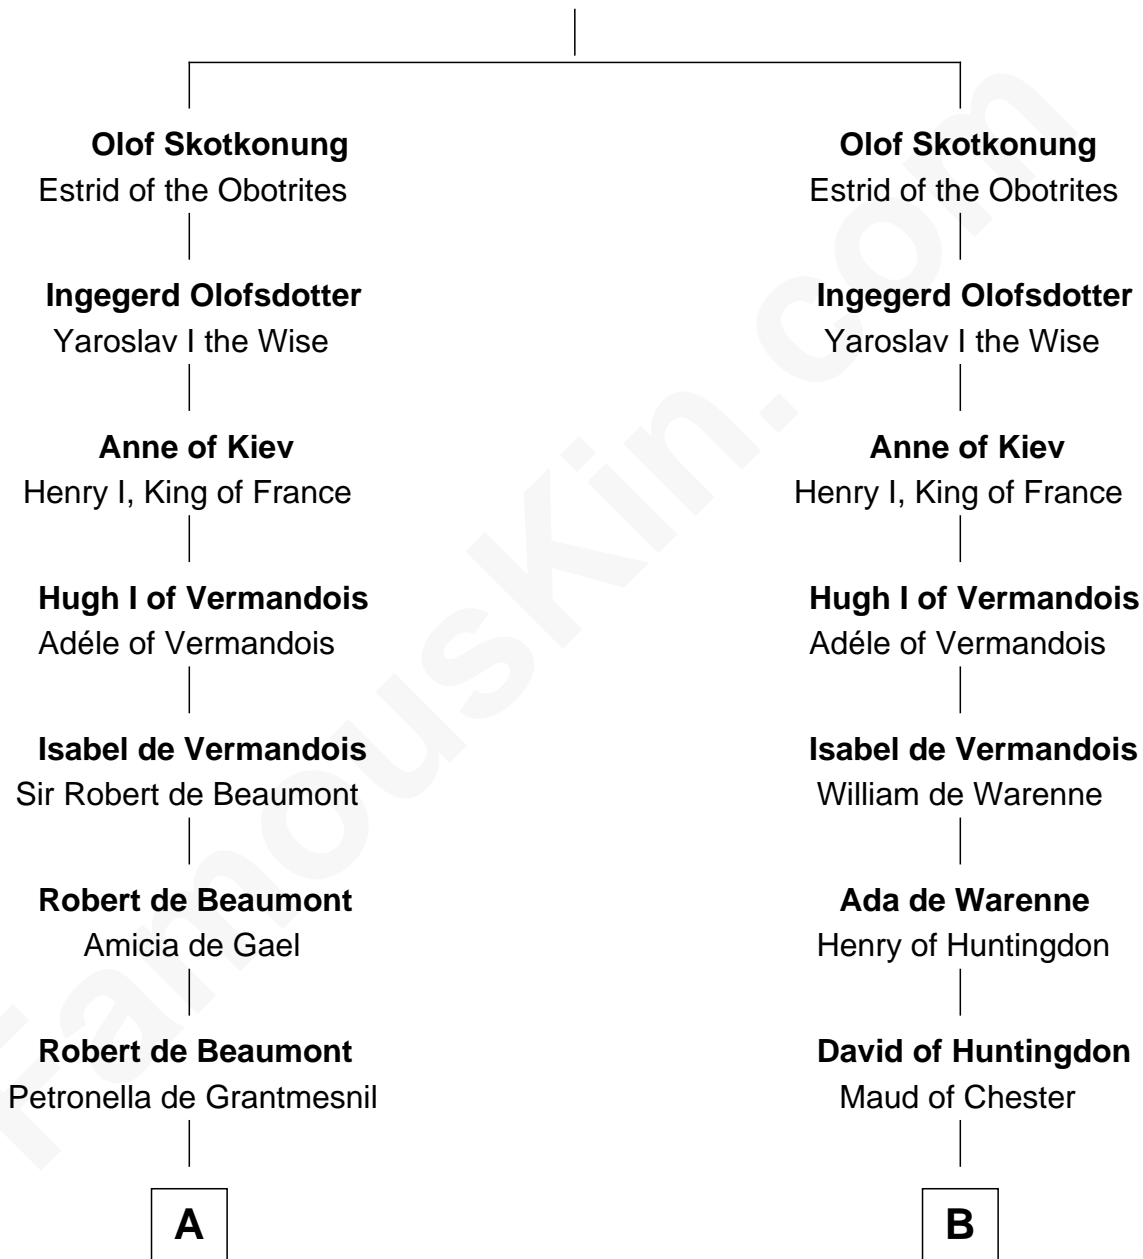 Olof Skotkonung
Estrid of the Obotrites
Ingegerd Olofsdotter
Yaroslav I the Wise
Anne of Kiev
Henry I, King of France
Hugh I of Vermandois
Adéle of Vermandois
Isabel de Vermandois
Sir Robert de Beaumont
Robert de Beaumont
Amicia de Gael
Robert de Beaumont
Petronella de Grantmesnil
A
Olof Skotkonung
Estrid of the Obotrites
Ingegerd Olofsdotter
Yaroslav I the Wise
Anne of Kiev
Henry I, King of France
Hugh I of Vermandois
Adéle of Vermandois
Isabel de Vermandois
William de Warenne
Ada de Warenne
Henry of Huntingdon
David of Huntingdon
Maud of Chester
B
FamousKin.com